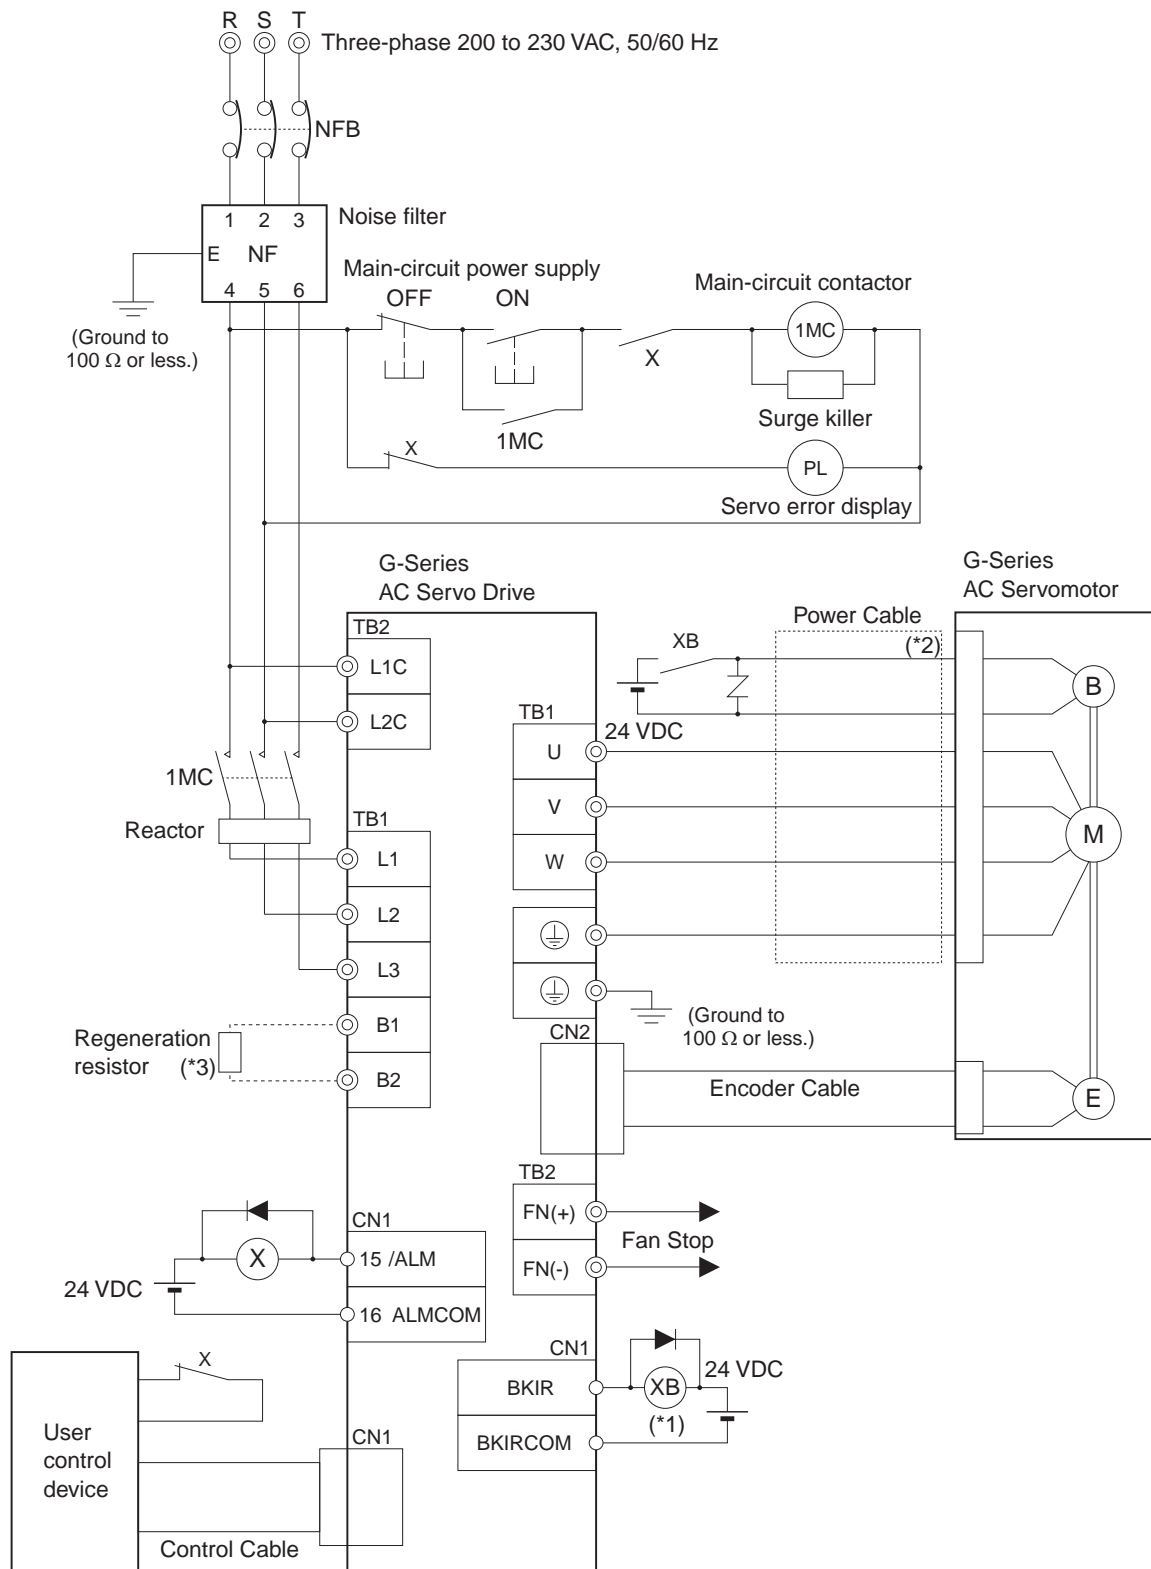 R S T
Three-phase 200 to 230 VAC, 50/60 Hz
NFB
1 2 3
Noise filter
E NF
4 5 6
(Ground to
100 Ω or less.)
Main-circuit power supply
OFF ON
Main-circuit contactor
1MC
X
Surge killer
1MC
X
PL
Servo error display
G-Series
AC Servo Drive
G-Series
AC Servomotor
TB2
L1C
L2C
XB
Power Cable
(*2)
B
24 VDC
TB1
U
V
W
M
1MC
Reactor
TB1
L1
L2
L3
B1
B2
Regeneration
resistor (*3)
(Ground to
100 Ω or less.)
CN2
Encoder Cable
E
TB2
FN(+)
FN(-)
Fan Stop
CN1
15 /ALM
16 ALMCOM
X
24 VDC
CN1
BKIR
BKIRCOM
XB
(*1)
24 VDC
X
User
control
device
CN1
Control Cable